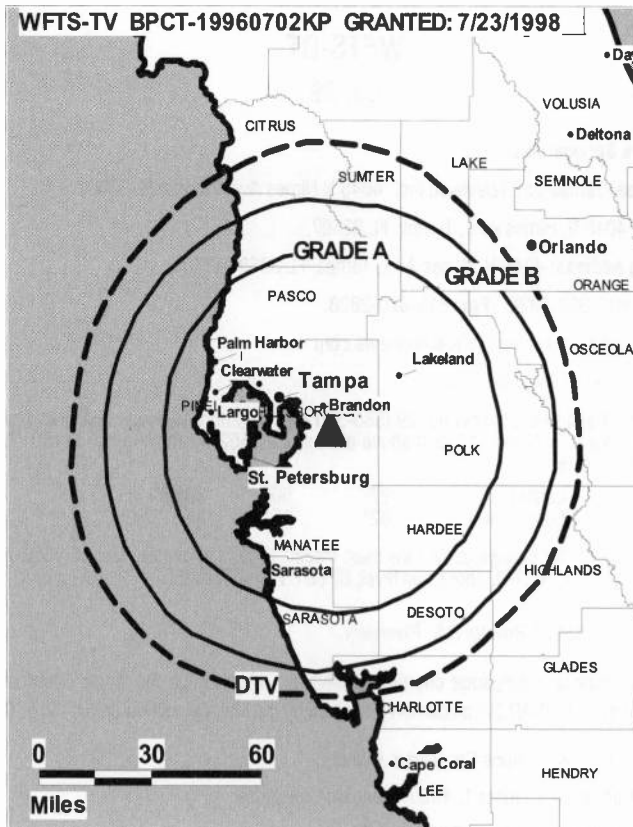 WFTS-TV BPCT-19960702KP GRANTED: 7/23/1998
VOLUSIA
CITRUS
Deltona
LAKE
SUMTER
SEMINOLE
GRADE A
Orlando
GRADE B
ORANGE
PASCO
OSCEOLA
Palm Harbor
Clearwater
Lakeland
Tampa
Brandon
Largo
POLK
St. Petersburg
HARDEE
MANATEE
Sarasota
HIGHLANDS
DESOTO
SARASOTA
GLADES
DTV
CHARLOTTE
0 30 60
Cape Coral
HENDRY
LEE
Miles